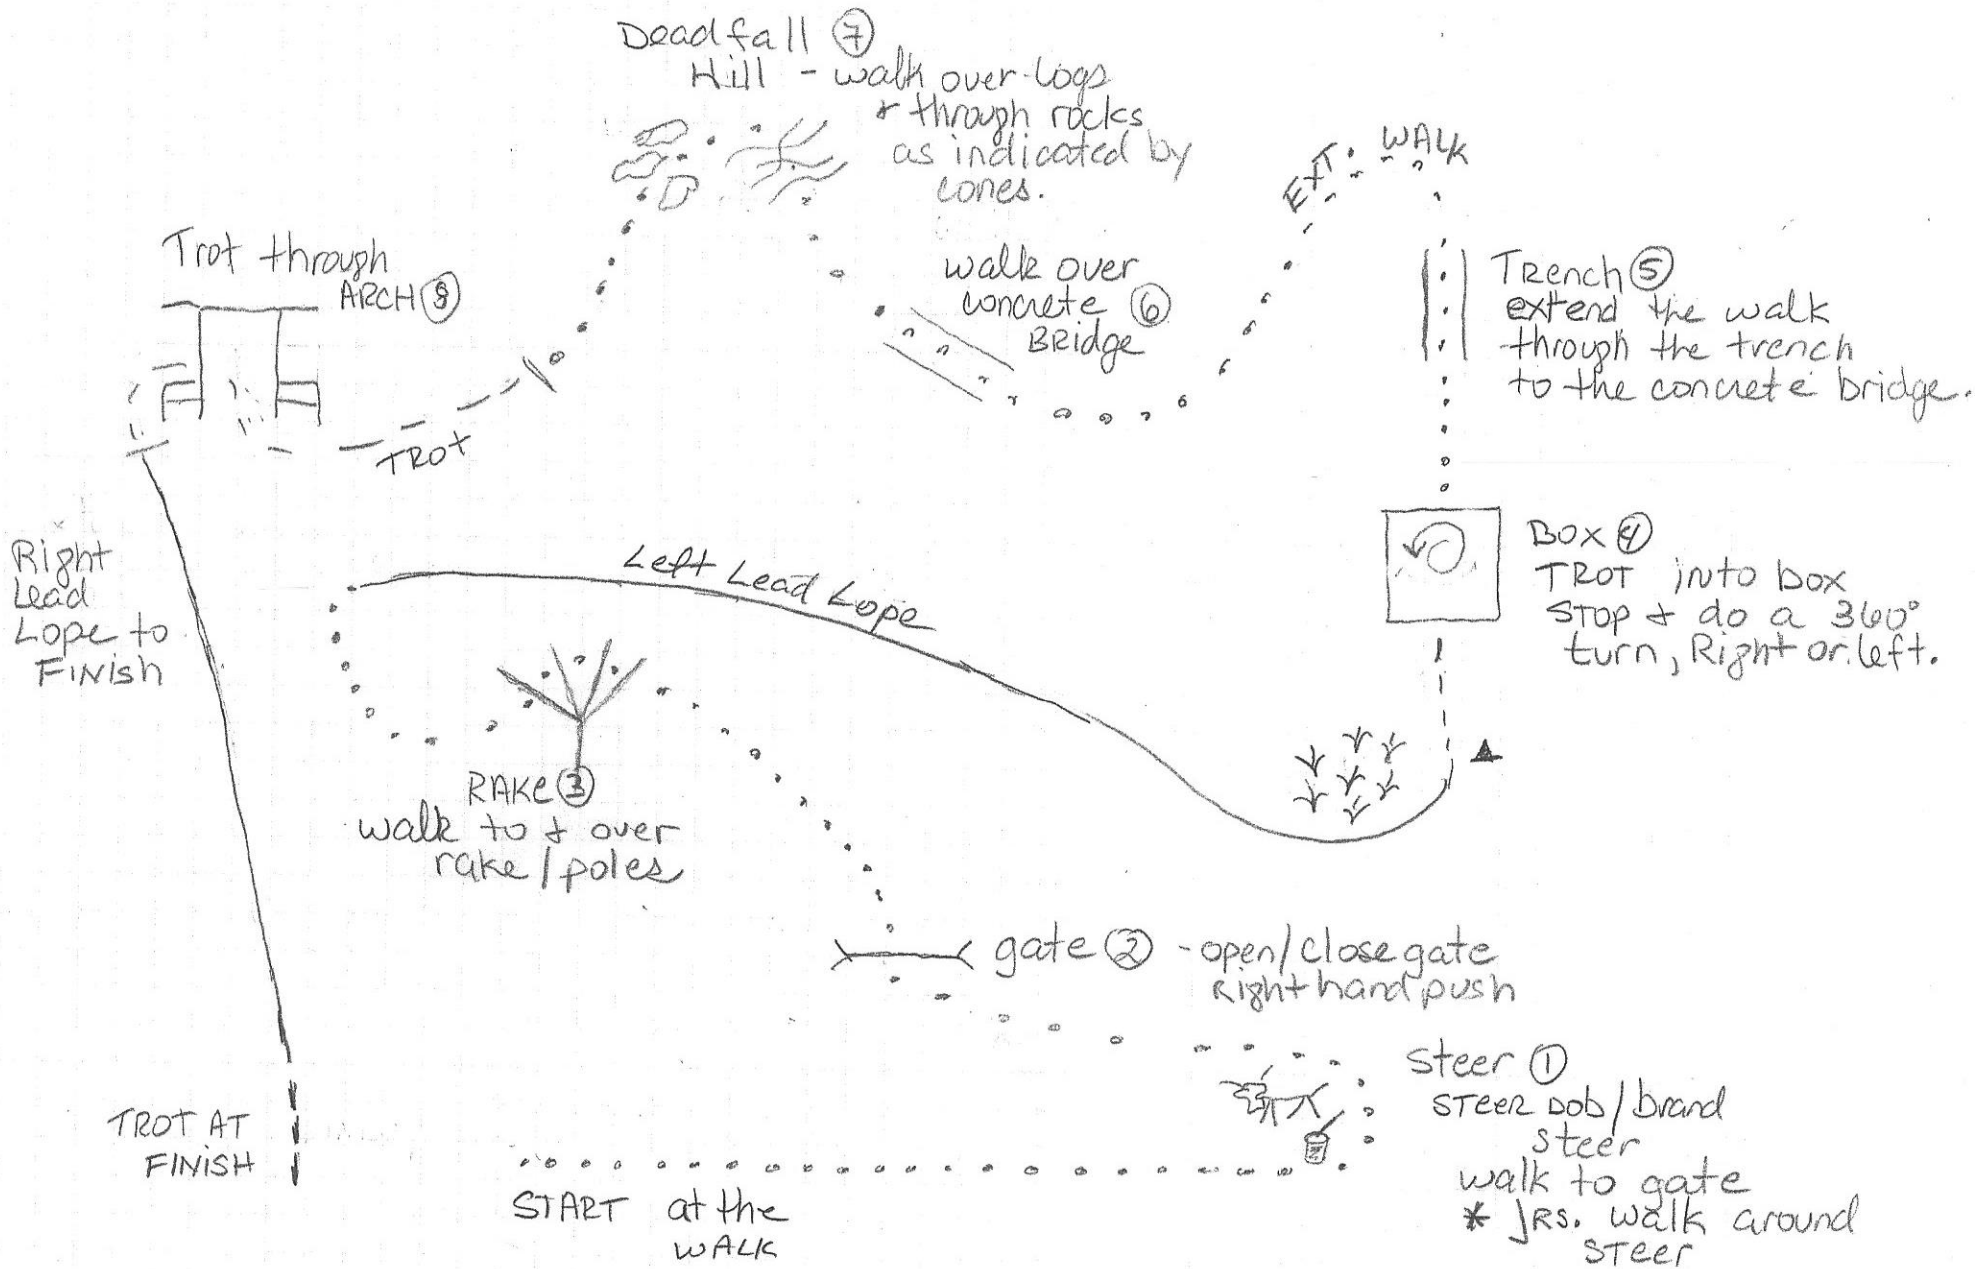 Deadfall ⑦
Hill - walk over logs
+ through rocks
as indicated by
cones.
EXT. WALK
Trot through
ARCH ⑧
walk over
concrete ⑥
BRidge
TRench ⑤
extend the walk
through the trench
to the concrete bridge.
TROT
Right
Lead
Lope to
FINish
Left Lead Lope
BOX ④
TROT into box
STOP + do a 360°
turn, Right or left.
RAKe ③
walk to + over
rake/poles
gate ② - open/close gate
Right hand push
Steer ①
STeeR DOb/brand
steer
walk to gate
* JRS. walk around
STeer
TROT AT
FINISH
START at the
WALK